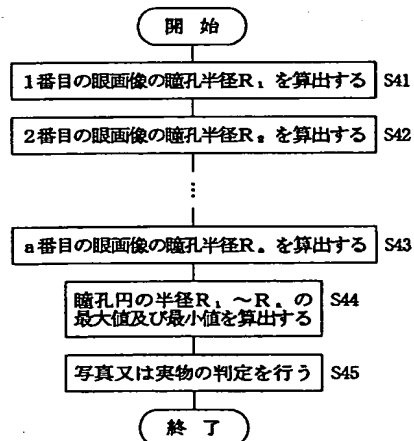 開 始
1番目の眼画像の瞳孔半径R₁を算出する S41
2番目の眼画像の瞳孔半径R₂を算出する S42
⋮
a番目の眼画像の瞳孔半径Rₐを算出する S43
瞳孔円の半径R₁~Rₐの S44
最大値及び最小値を算出する
写真又は実物の判定を行う S45
終 了